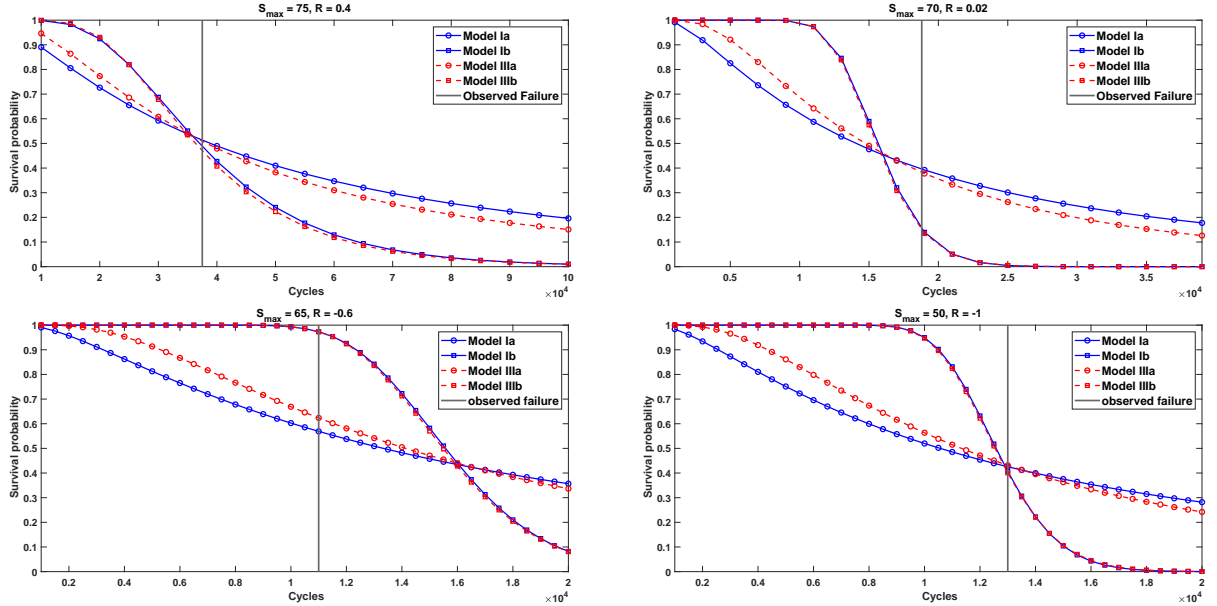 S_max = 75, R = 0.4
Survival probability
1
0.9
0.8
0.7
0.6
0.5
0.4
0.3
0.2
0.1
0
Model Ia
Model Ib
Model IIIa
Model IIIb
Observed Failure
1 2 3 4 5 6 7 8 9 10
Cycles
×10⁴
S_max = 70, R = 0.02
Survival probability
1
0.9
0.8
0.7
0.6
0.5
0.4
0.3
0.2
0.1
0
Model Ia
Model Ib
Model IIIa
Model IIIb
Observed Failure
0.5 1 1.5 2 2.5 3 3.5
Cycles
×10⁴
S_max = 65, R = -0.6
Survival probability
1
0.9
0.8
0.7
0.6
0.5
0.4
0.3
0.2
0.1
0
Model Ia
Model Ib
Model IIIa
Model IIIb
observed failure
0.2 0.4 0.6 0.8 1 1.2 1.4 1.6 1.8 2
Cycles
×10⁴
S_max = 50, R = -1
Survival probability
1
0.9
0.8
0.7
0.6
0.5
0.4
0.3
0.2
0.1
0
Model Ia
Model Ib
Model IIIa
Model IIIb
Observed Failure
0.2 0.4 0.6 0.8 1 1.2 1.4 1.6 1.8 2
Cycles
×10⁴